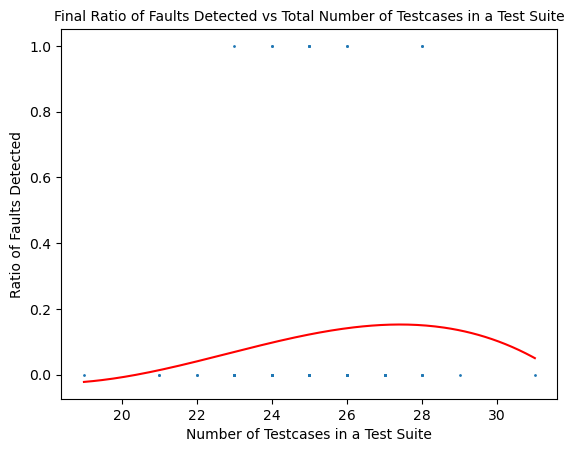 Final Ratio of Faults Detected vs Total Number of Testcases in a Test Suite
1.0
0.8
0.6
0.4
0.2
0.0
Ratio of Faults Detected
20 22 24 26 28 30
Number of Testcases in a Test Suite